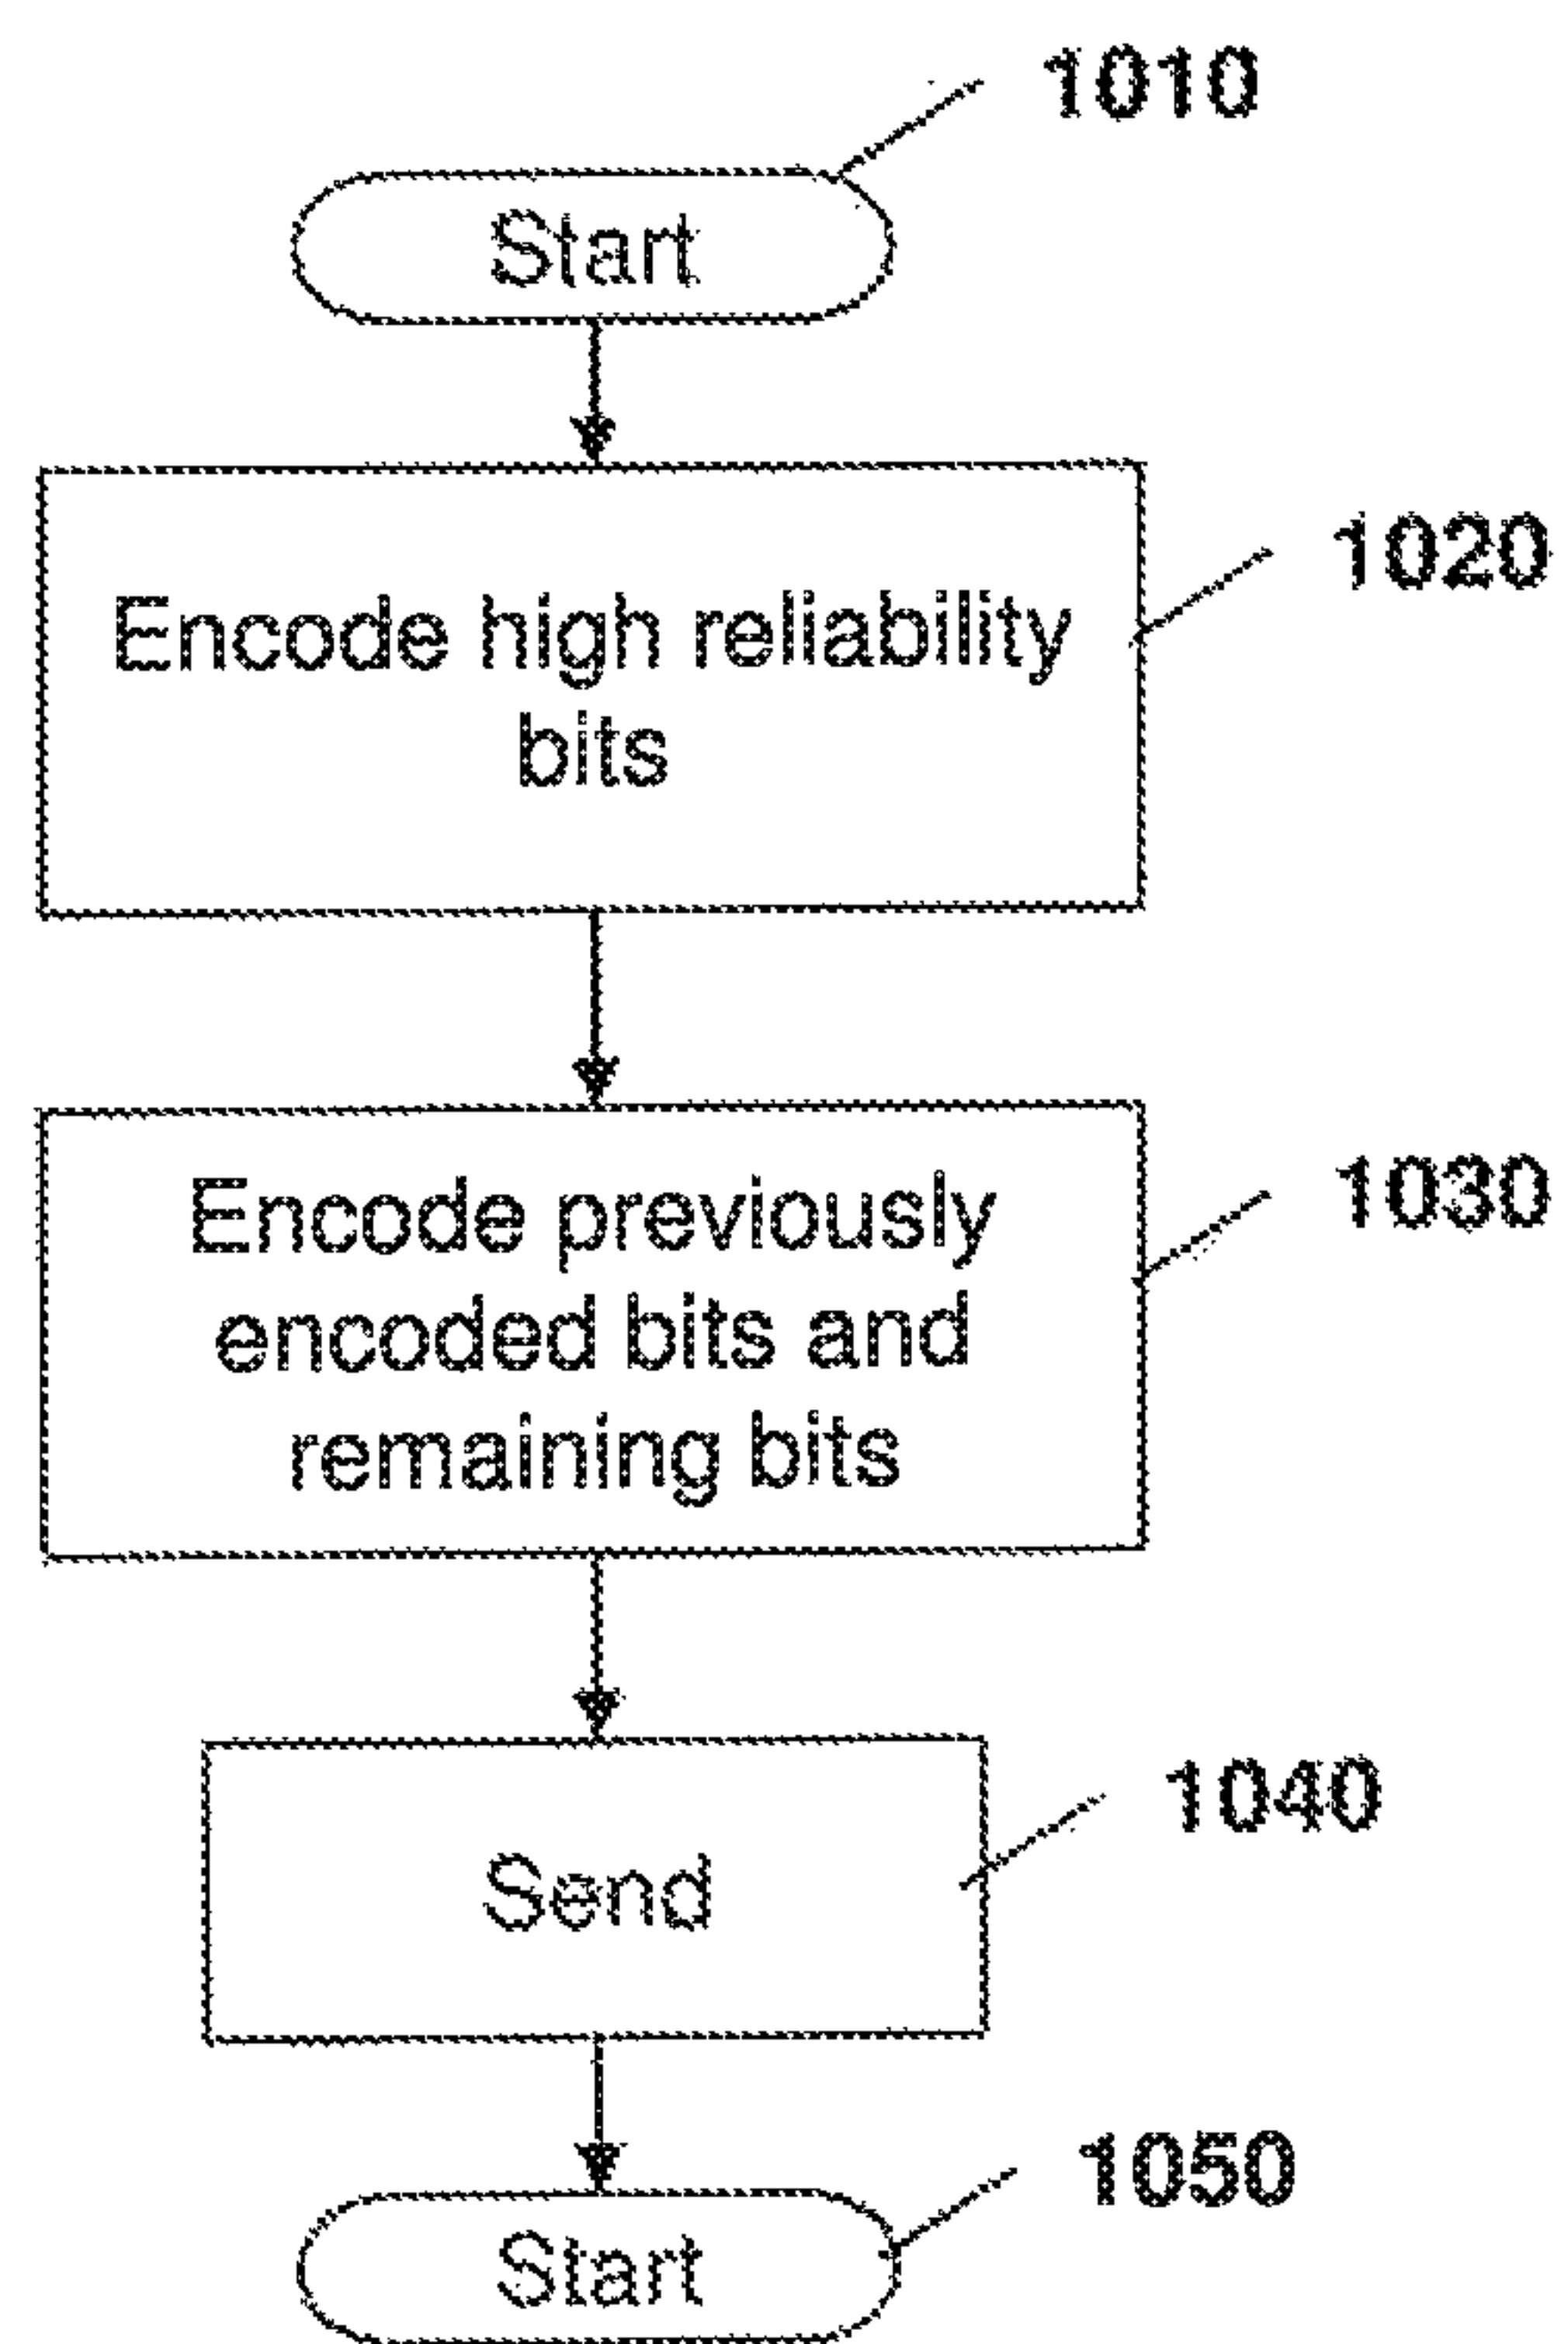 1010
Start
1020
Encode high reliability
bits
1030
Encode previously
encoded bits and
remaining bits
1040
Send
1050
Start